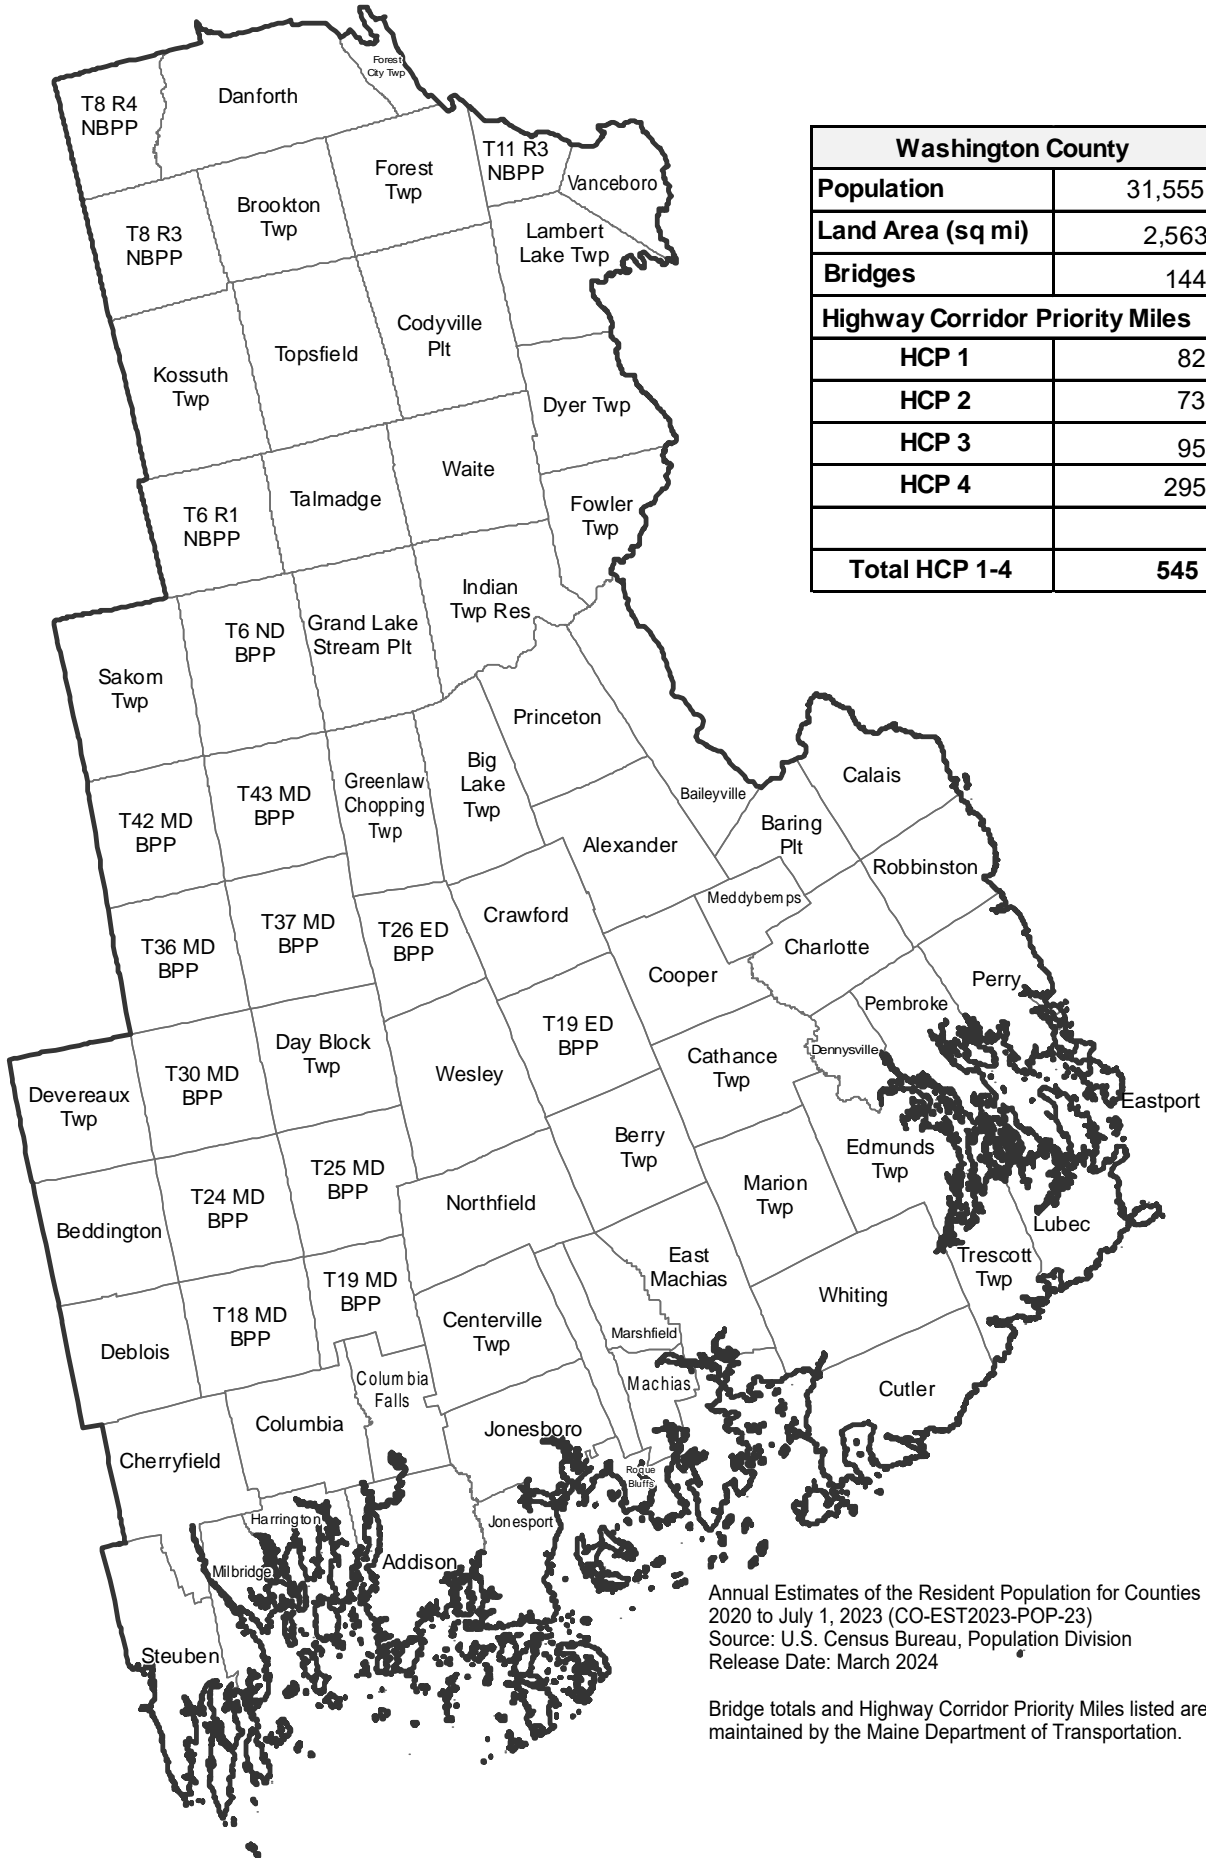 Forest
City Twp
Danforth
T8 R4
NBPP
T11 R3
NBPP
Forest
Twp
Vanceboro
Brookton
Twp
T8 R3
NBPP
Lambert
Lake Twp
Codyville
Plt
Topsfield
Kossuth
Twp
Dyer Twp
Waite
Talmadge
Fowler
Twp
T6 R1
NBPP
Indian
Twp Res
Grand Lake
Stream Plt
T6 ND
BPP
Sakom
Twp
Princeton
Big
Lake
Twp
Greenlaw
Chopping
Twp
T43 MD
BPP
T42 MD
BPP
Calais
Baileyville
Baring
Plt
Alexander
Robbinston
Meddybemps
Crawford
T26 ED
BPP
T37 MD
BPP
T36 MD
BPP
Charlotte
Cooper
Perry
Pembroke
T19 ED
BPP
Dennysville
Cathance
Twp
Day Block
Twp
Wesley
T30 MD
BPP
Devereaux
Twp
Eastport
Berry
Twp
Edmunds
Twp
T25 MD
BPP
Marion
Twp
T24 MD
BPP
Northfield
Beddington
Lubec
East
Machias
Trescott
Twp
T19 MD
BPP
Whiting
T18 MD
BPP
Centerville
Twp
Marshfield
Deblois
Columbia
Falls
Machias
Cutler
Columbia
Jonesboro
Cherryfield
Roque
Bluffs
Harrington
Jonesport
Addison
Milbridge
Steuben
Washington County
Population 31,555
Land Area (sq mi) 2,563
Bridges 144
Highway Corridor Priority Miles
HCP 1 82
HCP 2 73
HCP 3 95
HCP 4 295
Total HCP 1-4 545
Annual Estimates of the Resident Population for Counties
2020 to July 1, 2023 (CO-EST2023-POP-23)
Source: U.S. Census Bureau, Population Division
Release Date: March 2024
Bridge totals and Highway Corridor Priority Miles listed are
maintained by the Maine Department of Transportation.